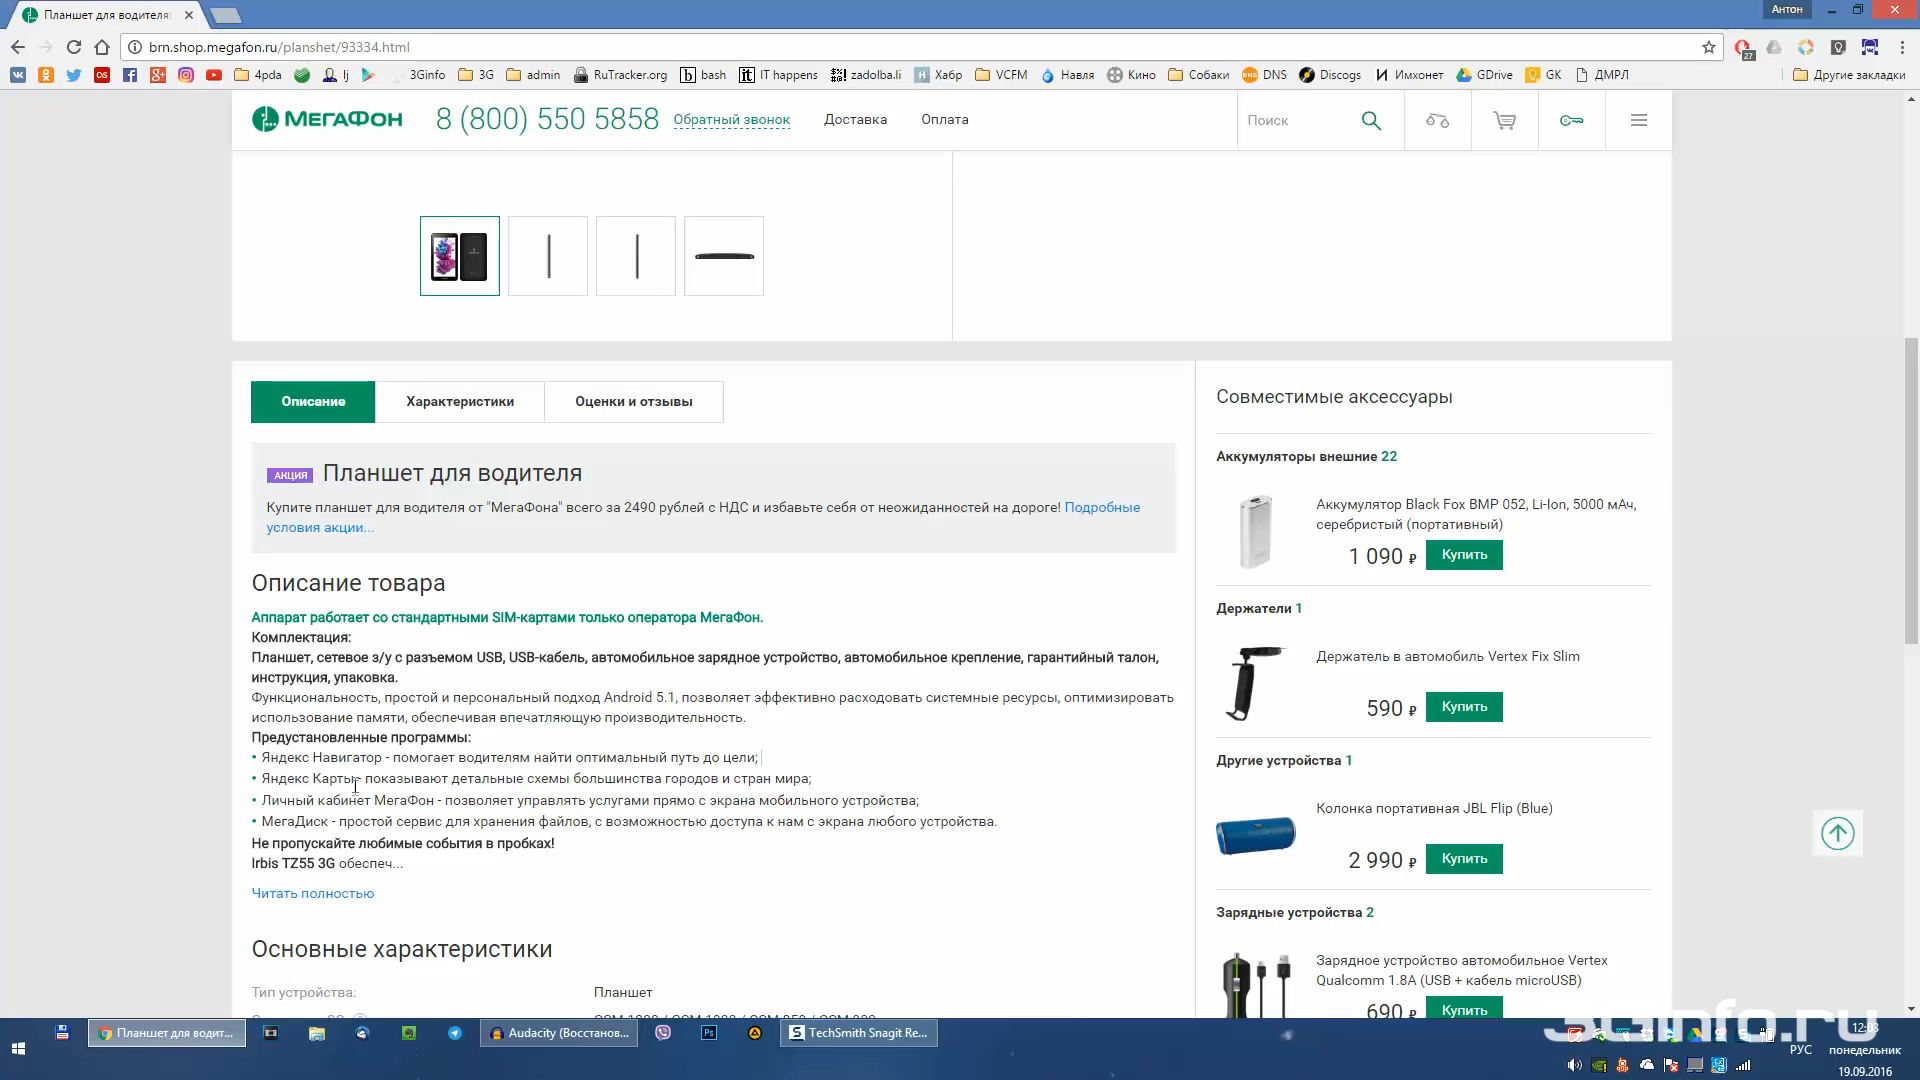 Планшет для водителя
Антон
brn.shop.megafon.ru/planshet/93334.html
27
4pda
lj
3Ginfo
3G
admin
RuTracker.org
bash
IT happens
zadolba.li
Хабр
VCFM
Навля
Кино
Собаки
DNS
Discogs
Имхонет
GDrive
GK
ДМРЛ
Другие закладки
МЕГАФОН
8 (800) 550 5858
Обратный звонок
Доставка
Оплата
Поиск
Описание
Характеристики
Оценки и отзывы
АКЦИЯ Планшет для водителя
Купите планшет для водителя от "МегаФона" всего за 2490 рублей с НДС и избавьте себя от неожиданностей на дороге! Подробные
условия акции...
Описание товара
Аппарат работает со стандартными SIM-картами только оператора МегаФон.
Комплектация:
Планшет, сетевое з/у с разъемом USB, USB-кабель, автомобильное зарядное устройство, автомобильное крепление, гарантийный талон,
инструкция, упаковка.
Функциональность, простой и персональный подход Android 5.1, позволяет эффективно расходовать системные ресурсы, оптимизировать
использование памяти, обеспечивая впечатляющую производительность.
Предустановленные программы:
• Яндекс Навигатор - помогает водителям найти оптимальный путь до цели;
• Яндекс Карты - показывают детальные схемы большинства городов и стран мира;
• Личный кабинет МегаФон - позволяет управлять услугами прямо с экрана мобильного устройства;
• МегаДиск - простой сервис для хранения файлов, с возможностью доступа к нам с экрана любого устройства.
Не пропускайте любимые события в пробках!
Irbis TZ55 3G обеспеч...
Читать полностью
Основные характеристики
Тип устройства:
Планшет
Совместимые аксессуары
Аккумуляторы внешние 22
Аккумулятор Black Fox BMP 052, Li-Ion, 5000 мАч,
серебристый (портативный)
1 090 ₽
Купить
Держатели 1
Держатель в автомобиль Vertex Fix Slim
590 ₽
Купить
Другие устройства 1
Колонка портативная JBL Flip (Blue)
2 990 ₽
Купить
Зарядные устройства 2
Зарядное устройство автомобильное Vertex
Qualcomm 1.8A (USB + кабель microUSB)
690 ₽
Купить
Планшет для водит...
Audacity (Восстанов...
Ps
TechSmith Snagit Re...
3Ginfo.ru
РУС
12:03
понедельник
19.09.2016